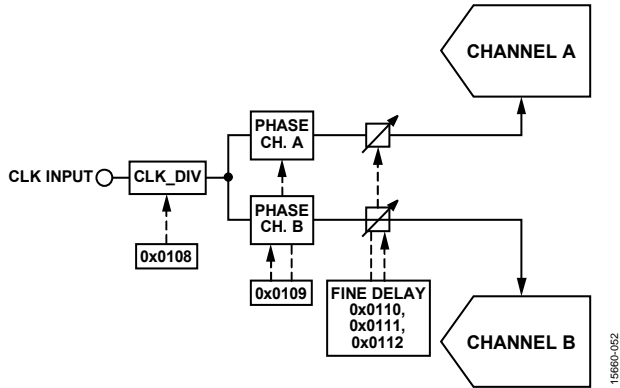 CHANNEL A
PHASE
CH. A
CLK INPUT
CLK_DIV
PHASE
CH. B
0x0108
0x0109
FINE DELAY
0x0110,
0x0111,
0x0112
CHANNEL B
15660-052